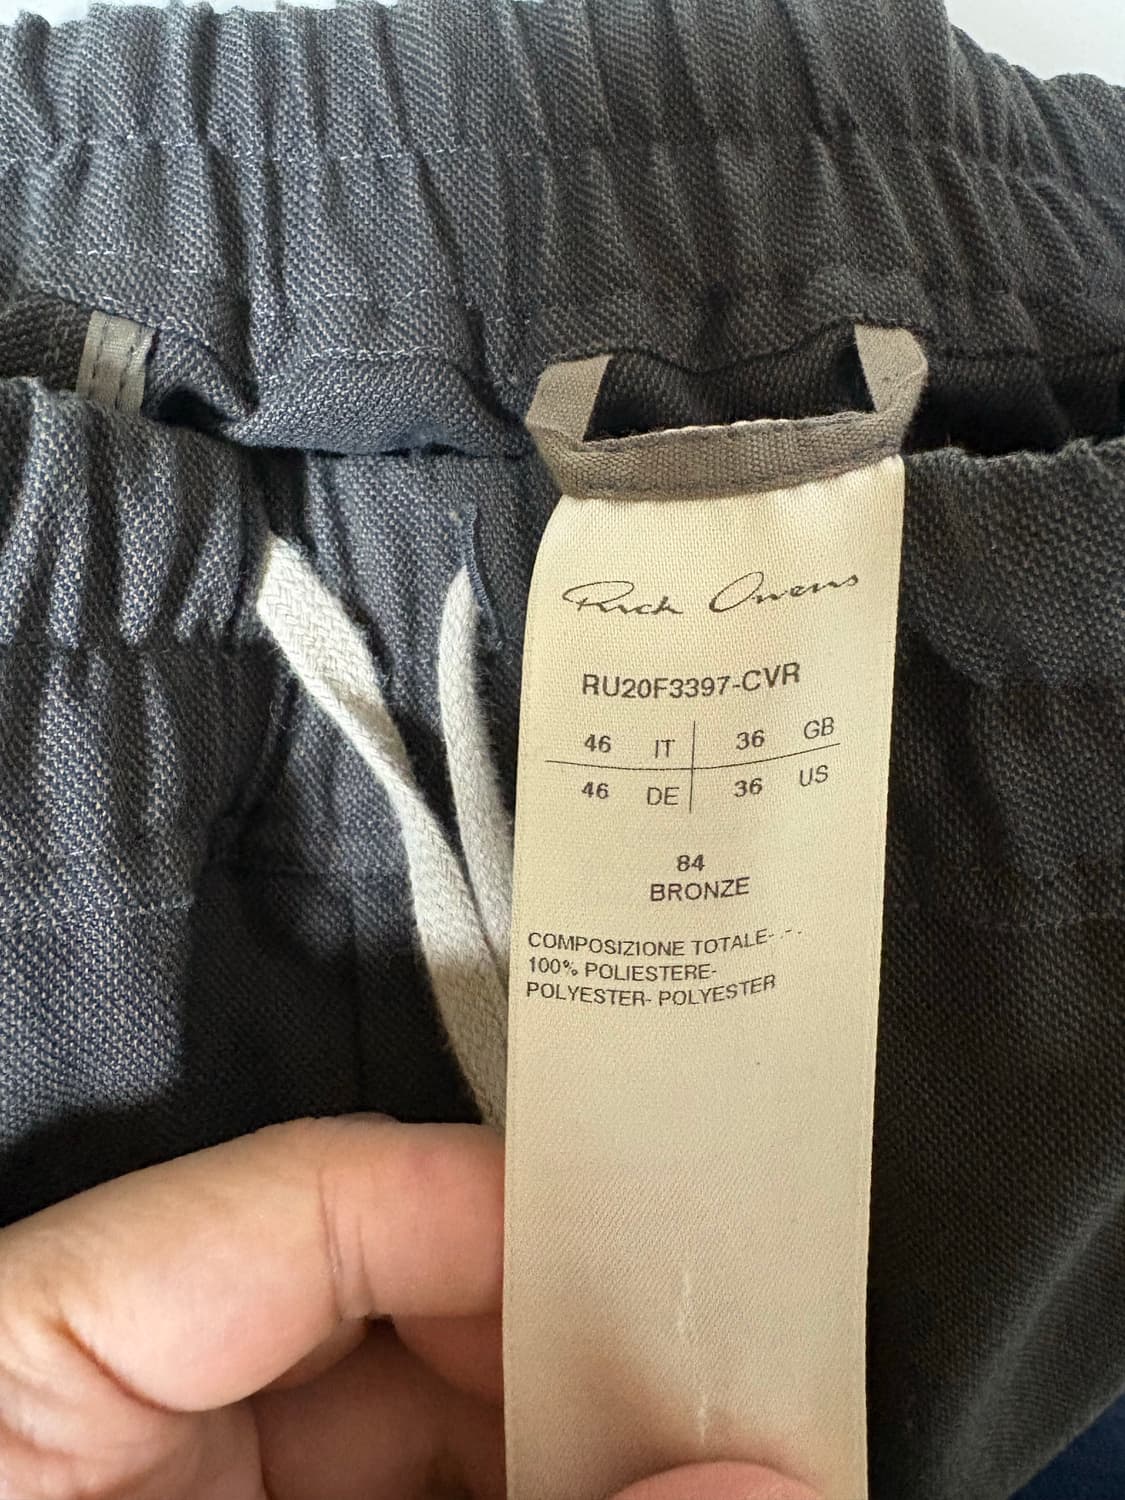 Rick Owens
RU20F3397-CVR
46 IT 36 GB
46 DE 36 US
84
BRONZE
COMPOSIZIONE TOTALE-
100% POLIESTERE-
POLYESTER- POLYESTER